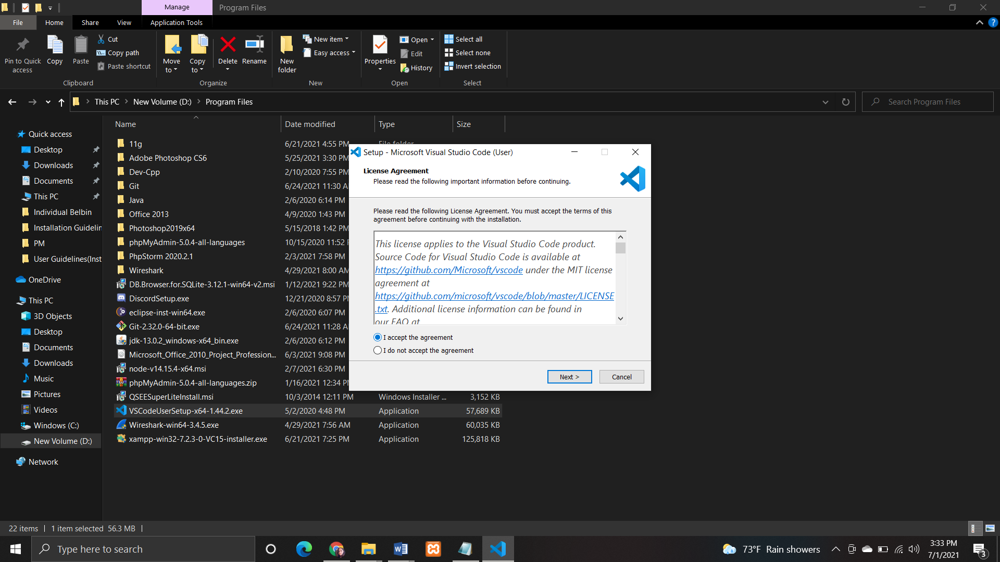 Manage
Program Files
File
Home
Share
View
Application Tools
Pin to Quick
access
Copy
Paste
Cut
Copy path
Paste shortcut
Clipboard
Move
to
Copy
to
Delete
Rename
Organize
New
folder
New item
Easy access
New
Properties
Open
Edit
History
Open
Select all
Select none
Invert selection
Select
This PC
New Volume (D:)
Program Files
Search Program Files
Name
Date modified
Type
Size
Quick access
Desktop
Downloads
Documents
This PC
Individual Belbin
Installation Guidelin
PM
User Guidelines(Inst
OneDrive
This PC
3D Objects
Desktop
Documents
Downloads
Music
Pictures
Videos
Windows (C:)
New Volume (D:)
Network
11g 6/21/2021 4:55 PM File folder
Adobe Photoshop CS6 5/25/2021 3:30 PM
Dev-Cpp 2/10/2020 7:55 PM
Git 6/24/2021 11:30 A
Java 2/6/2020 6:14 PM
Office 2013 4/9/2020 1:43 PM
Photoshop2019x64 5/15/2018 1:42 PM
phpMyAdmin-5.0.4-all-languages 10/15/2020 11:52
PhpStorm 2020.2.1 2/3/2021 7:58 PM
Wireshark 4/29/2021 8:00 AM
DB.Browser.for.SQLite-3.12.1-win64-v2.msi 1/12/2021 9:22 PM
DiscordSetup.exe 12/21/2020 8:57 P
eclipse-inst-win64.exe 2/6/2020 6:07 PM
Git-2.32.0-64-bit.exe 6/24/2021 11:28 A
jdk-13.0.2_windows-x64_bin.exe 2/6/2020 6:12 PM
Microsoft_Office_2010_Project_Profession... 6/3/2021 9:08 PM
node-v14.15.4-x64.msi 2/7/2021 6:30 PM
phpMyAdmin-5.0.4-all-languages.zip 1/16/2021 12:34 P
QSEESuperLiteInstall.msi 10/3/2014 12:11 PM Windows Installer ... 3,152 KB
VSCodeUserSetup-x64-1.44.2.exe 5/2/2020 4:48 PM Application 57,689 KB
Wireshark-win64-3.4.5.exe 4/29/2021 7:56 AM Application 60,035 KB
xampp-win32-7.2.3-0-VC15-installer.exe 6/21/2021 7:25 PM Application 125,818 KB
Setup - Microsoft Visual Studio Code (User)
License Agreement
Please read the following important information before continuing.
Please read the following License Agreement. You must accept the terms of this
agreement before continuing with the installation.
This license applies to the Visual Studio Code product.
Source Code for Visual Studio Code is available at
https://github.com/Microsoft/vscode under the MIT license
agreement at
https://github.com/microsoft/vscode/blob/master/LICENSE
.txt. Additional license information can be found in
our FAQ at
I accept the agreement
I do not accept the agreement
Next >
Cancel
22 items
1 item selected 56.3 MB
Type here to search
73°F Rain showers
3:33 PM
7/1/2021
3